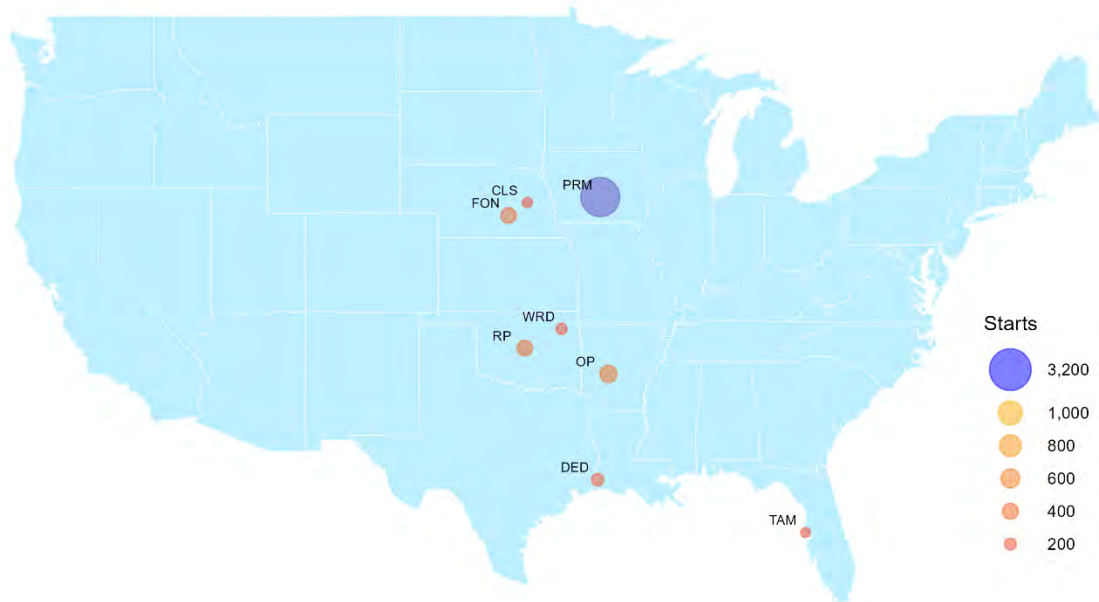 CLS
PRM
FON
WRD
RP
OP
DED
TAM
Starts
3,200
1,000
800
600
400
200